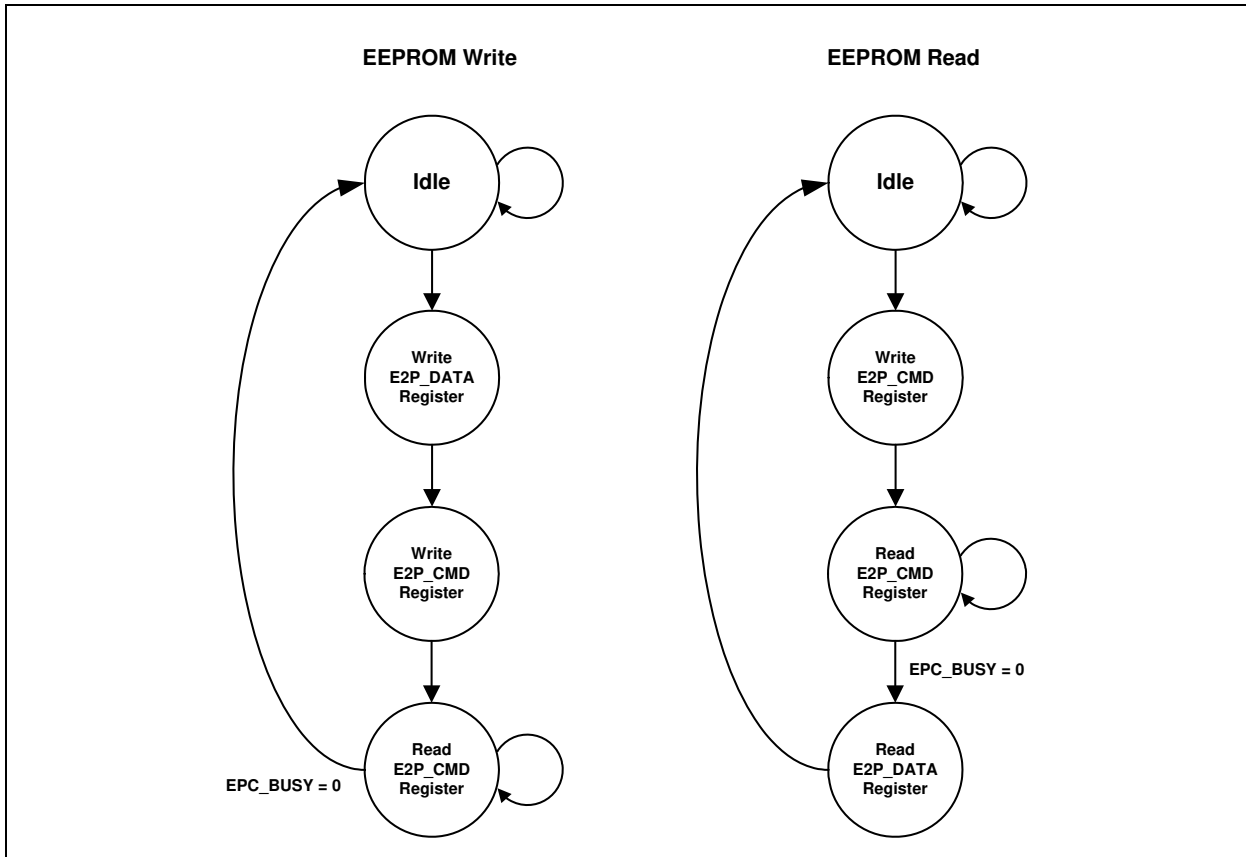 EEPROM Write
Idle
Write
E2P_DATA
Register
Write
E2P_CMD
Register
Read
E2P_CMD
Register
EPC_BUSY = 0
EEPROM Read
Idle
Write
E2P_CMD
Register
Read
E2P_CMD
Register
EPC_BUSY = 0
Read
E2P_DATA
Register